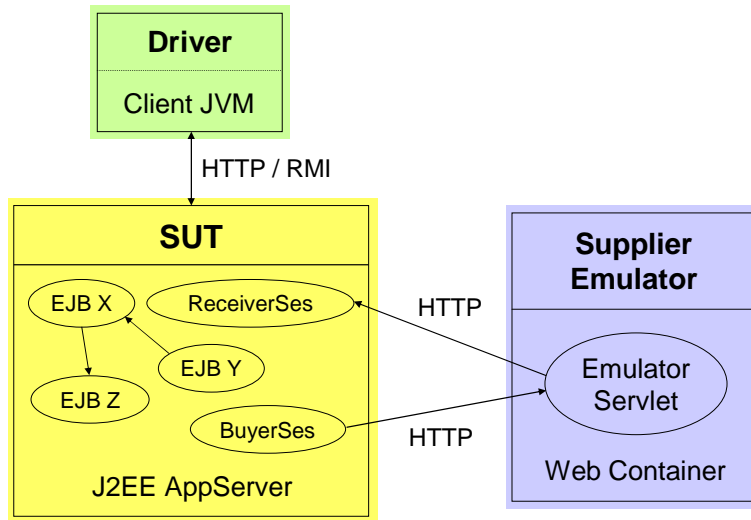 Driver
Client JVM
HTTP / RMI
SUT
EJB X
ReceiverSes
EJB Y
EJB Z
BuyerSes
J2EE AppServer
HTTP
HTTP
Supplier
Emulator
Emulator
Servlet
Web Container